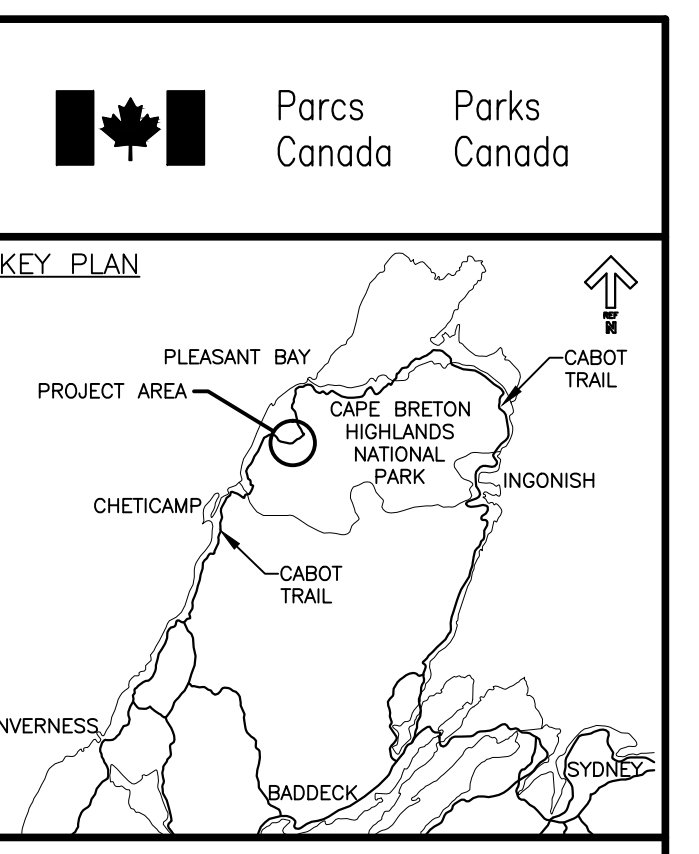 Parcs
Canada
Parks
Canada
KEY PLAN
REF
N
PLEASANT BAY
PROJECT AREA
CABOT
TRAIL
CAPE BRETON
HIGHLANDS
NATIONAL
PARK
INGONISH
CHETICAMP
CABOT
TRAIL
NVERNESS
SYDNEY
BADDECK